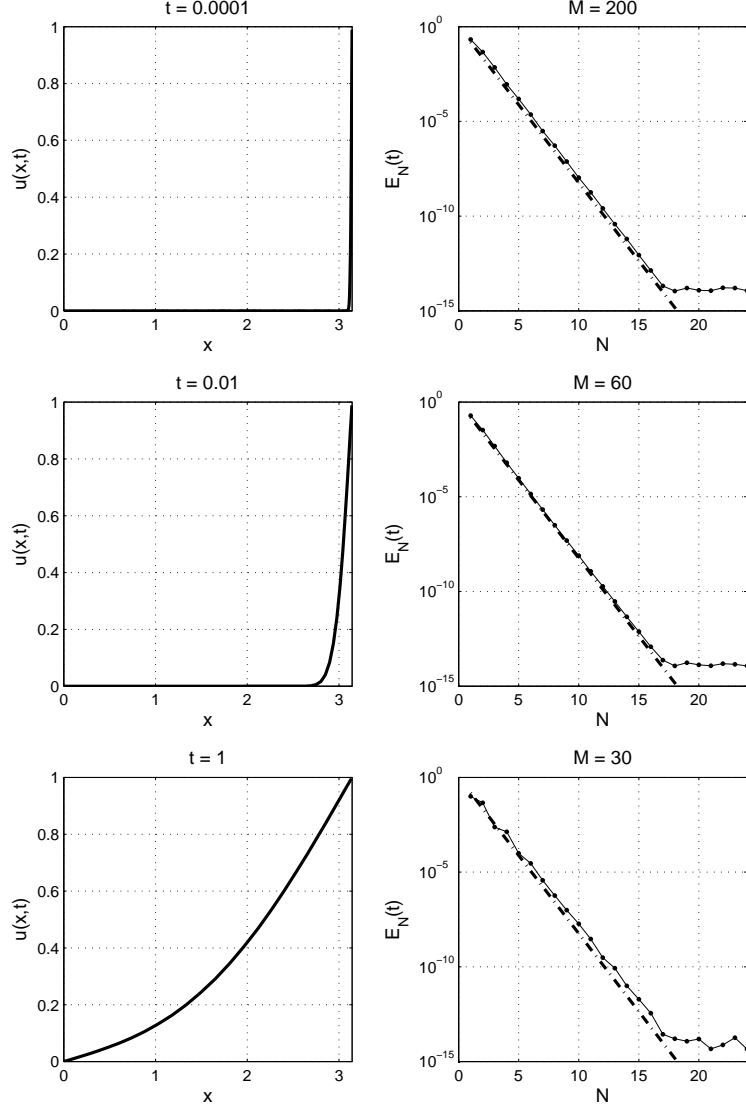 t = 0.0001
1
0.8
0.6
0.4
0.2
0
0 1 2 3
u(x,t)
x
M = 200
10^0
10^-5
10^-10
10^-15
0 5 10 15 20
E_N(t)
N
t = 0.01
1
0.8
0.6
0.4
0.2
0
0 1 2 3
u(x,t)
x
M = 60
10^0
10^-5
10^-10
10^-15
0 5 10 15 20
E_N(t)
N
t = 1
1
0.8
0.6
0.4
0.2
0
0 1 2 3
u(x,t)
x
M = 30
10^0
10^-5
10^-10
10^-15
0 5 10 15 20
E_N(t)
N